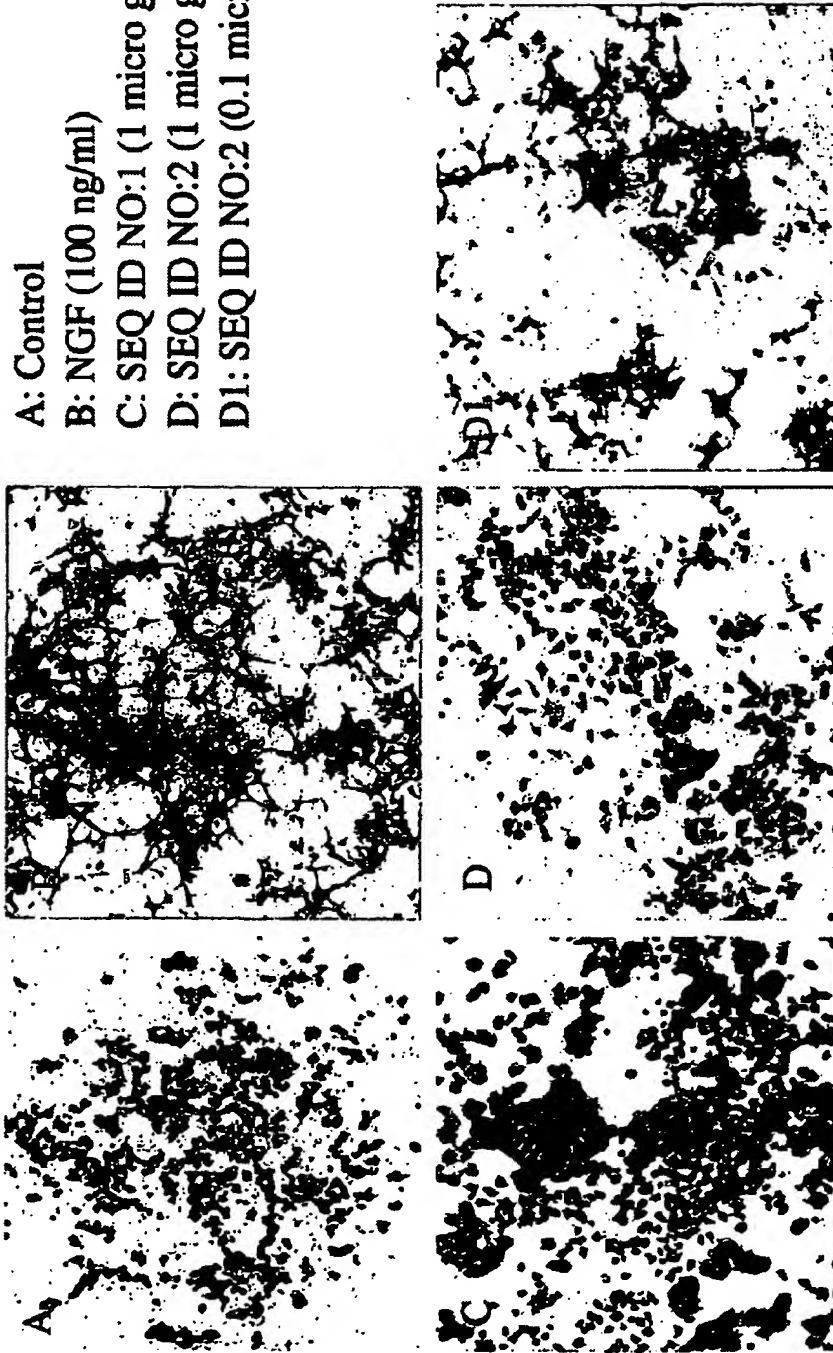 A: Control
B: NGF (100 ng/ml)
C: SEQ ID NO:1 (1 micro
D: SEQ ID NO:2 (1 micro
D1: SEQ ID NO:2 (0.1
A
B
C
D
D1